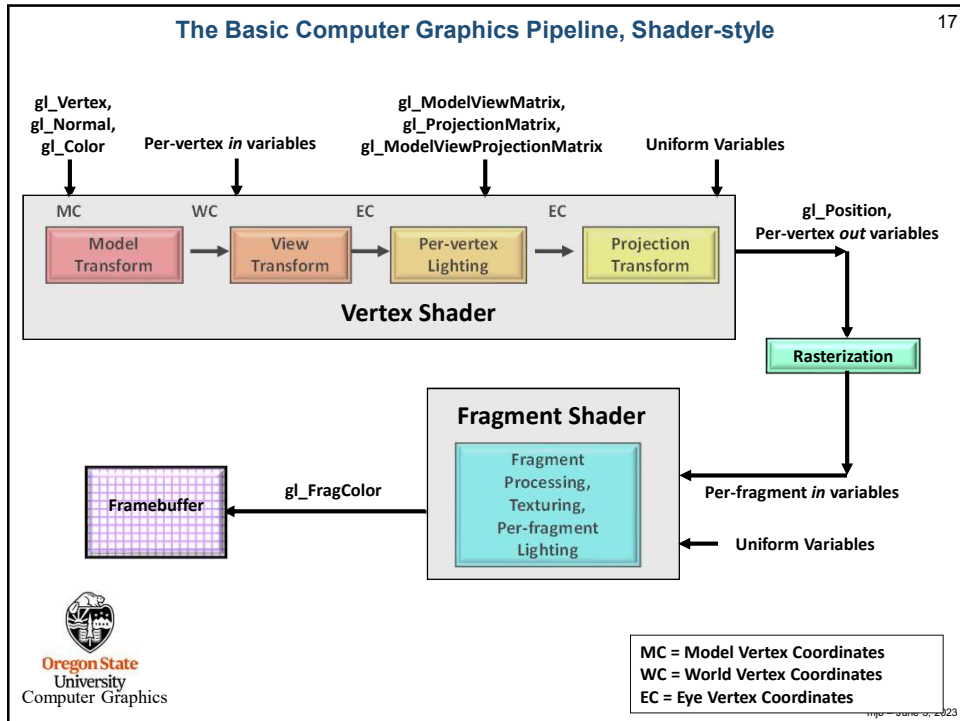 The Basic Computer Graphics Pipeline, Shader-style
17
gl_Vertex,
gl_Normal,
gl_Color
Per-vertex in variables
gl_ModelViewMatrix,
gl_ProjectionMatrix,
gl_ModelViewProjectionMatrix
Uniform Variables
MC
WC
EC
EC
Model
Transform
View
Transform
Per-vertex
Lighting
Projection
Transform
Vertex Shader
gl_Position,
Per-vertex out variables
Rasterization
Fragment Shader
Fragment
Processing,
Texturing,
Per-fragment
Lighting
Per-fragment in variables
Uniform Variables
gl_FragColor
Framebuffer
Oregon State
University
Computer Graphics
MC = Model Vertex Coordinates
WC = World Vertex Coordinates
EC = Eye Vertex Coordinates
2023